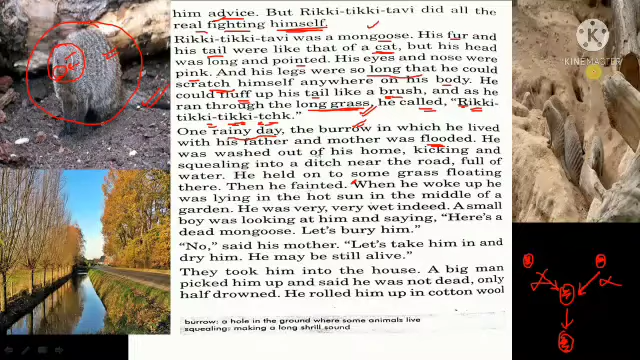 him advice. But Rikki-tikki-tavi did all the
real fighting himself.
Rikki-tikki-tavi was a mongoose. His fur and
his tail were like that of a cat, but his head
was long and pointed. His eyes and nose were
pink. And his legs were so long that he could
scratch himself anywhere on his body. He
could fluff up his tail like a brush, and as he
ran through the long grass, he called, “Rikki-
tikki-tikki-tikki-tchk.”
One rainy day, the burrow in which he lived
with his father and mother was flooded. He
was washed out of his home, kicking and
squealing into a ditch near the road, full of
water. He held on to some grass floating
there. Then he fainted. When he woke up he
was lying in the hot sun in the middle of a
garden. He was very, very wet indeed. A small
boy was looking at him and saying, “Here’s a
dead mongoose. Let’s bury him.”
“No,” said his mother. “Let’s take him in and
dry him. He may be still alive.”
They took him into the house. A big man
picked him up and said he was not dead, only
half drowned. He rolled him up in cotton wool
burrow: a hole in the ground where some animals live
squealing: making a long shrill sound
Made with
KINEMASTER